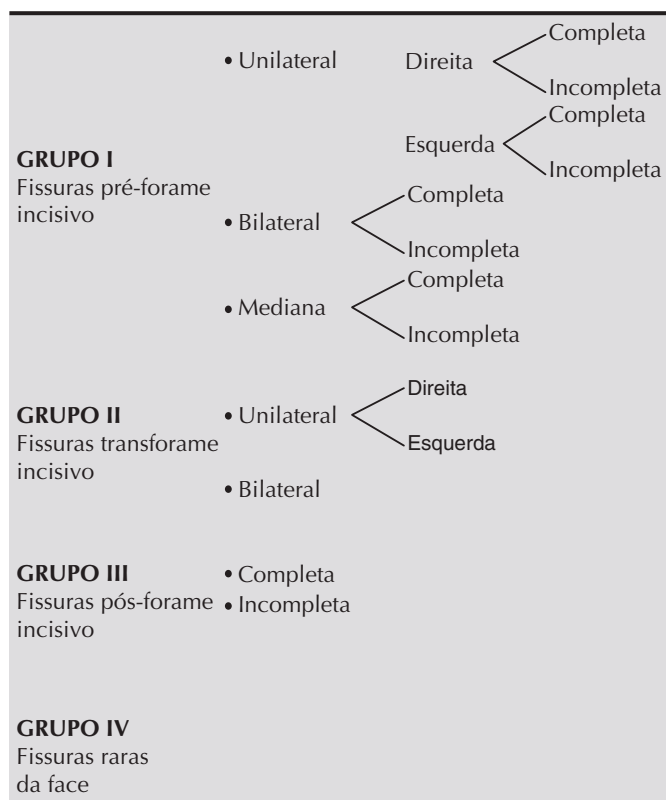 GRUPO I
Fissuras pré-forame
incisivo
• Unilateral
Direita
Completa
Incompleta
Esquerda
Completa
Incompleta
• Bilateral
Completa
Incompleta
• Mediana
Completa
Incompleta
GRUPO II
Fissuras transforame
incisivo
• Unilateral
Direita
Esquerda
• Bilateral
GRUPO III
Fissuras pós-forame
incisivo
• Completa
• Incompleta
GRUPO IV
Fissuras raras
da face